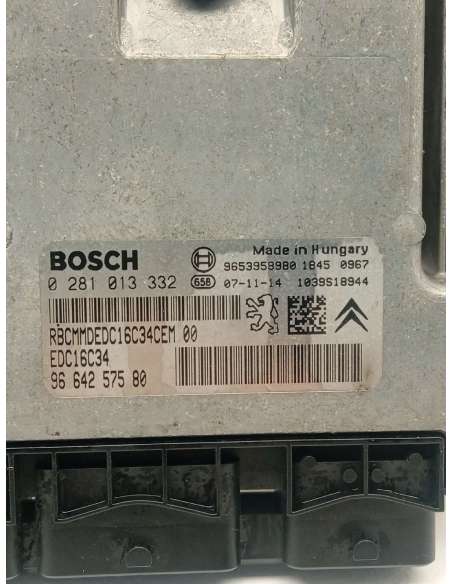 BOSCH
Made in Hungary
9653958980 1845 0967
0 281 013 332
658
07-11-14 1039S18944
RBCMMDEDC16C34CEM 00
EDC16C34
96 642 575 80